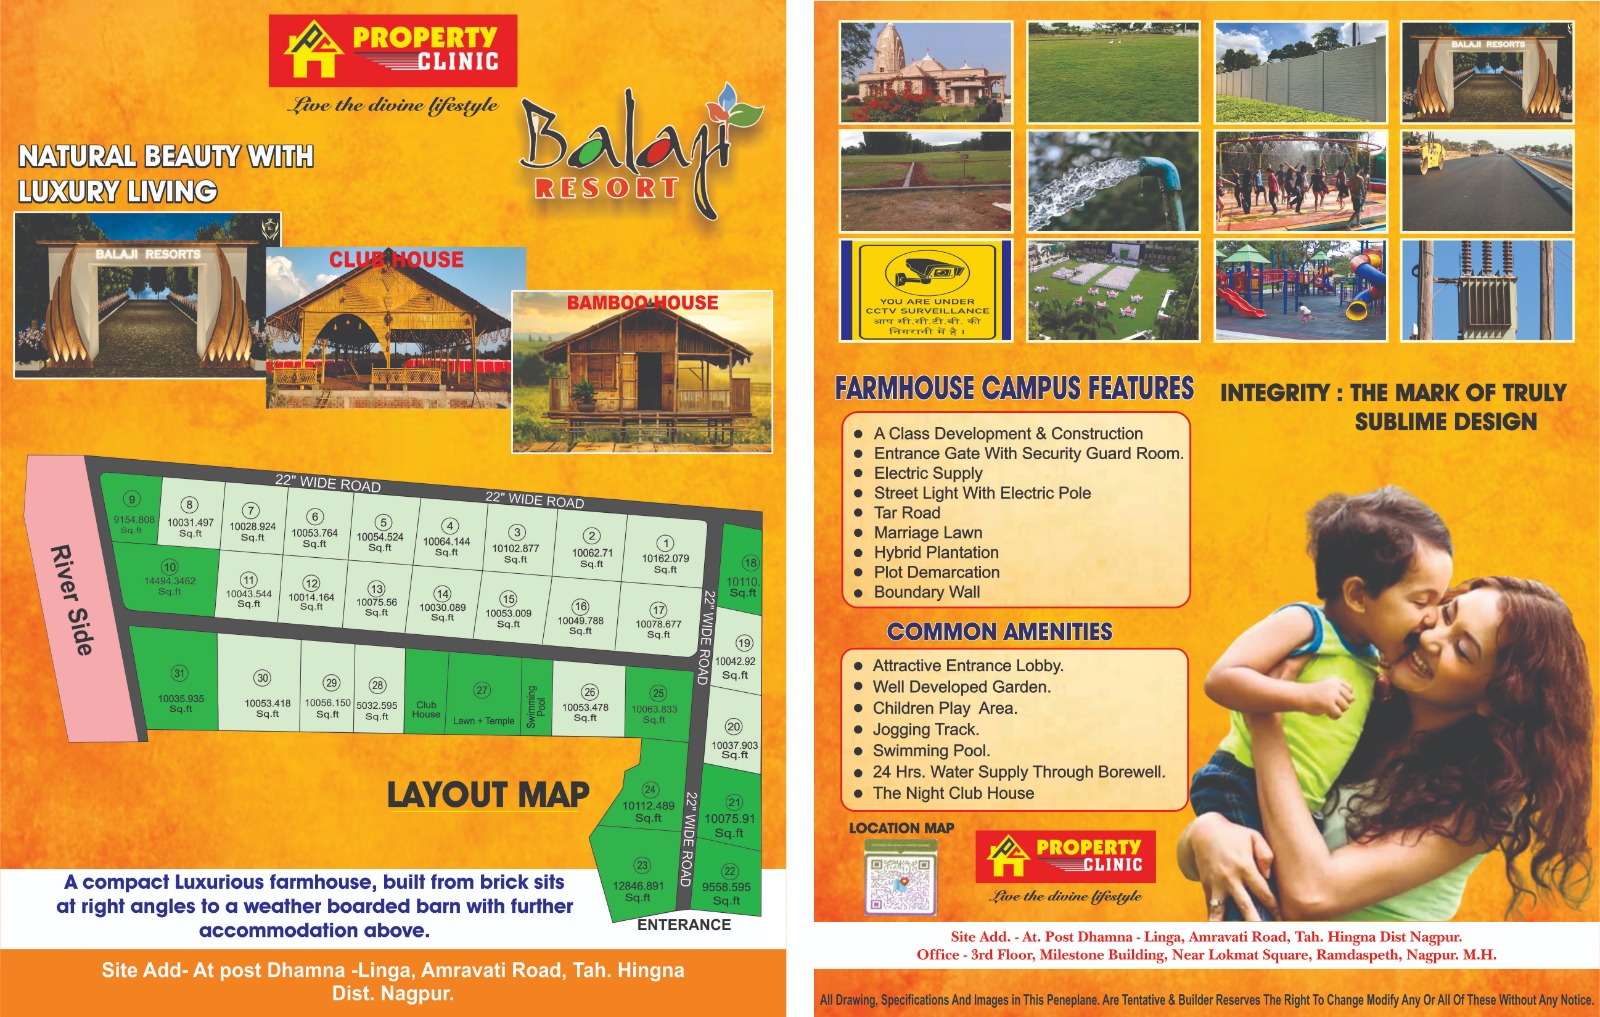 PROPERTY
CLINIC
Live the divine lifestyle
Balaji
RESORT
NATURAL BEAUTY WITH
LUXURY LIVING
BALAJI RESORTS
CLUB HOUSE
BAMBOO HOUSE
22" WIDE ROAD
22" WIDE ROAD
River Side
9
9154.808
Sq.ft
8
10031.497
Sq.ft
7
10028.924
Sq.ft
6
10053.764
Sq.ft
5
10054.524
Sq.ft
4
10064.144
Sq.ft
3
10102.877
Sq.ft
2
10062.71
Sq.ft
1
10162.079
Sq.ft
18
10110.
Sq.ft
10
14494.3462
Sq.ft
11
10043.544
Sq.ft
12
10014.164
Sq.ft
13
10075.56
Sq.ft
14
10030.089
Sq.ft
15
10053.009
Sq.ft
16
10049.788
Sq.ft
17
10078.677
Sq.ft
22" WIDE ROAD
19
10042.92
Sq.ft
31
10035.935
Sq.ft
30
10053.418
Sq.ft
29
10056.150
Sq.ft
28
5032.595
Sq.ft
Club
House
27
Lawn + Temple
Swimming
Pool
26
10053.478
Sq.ft
25
10063.833
Sq.ft
20
10037.903
Sq.ft
LAYOUT MAP
24
10112.489
Sq.ft
22" WIDE ROAD
21
10075.91
Sq.ft
23
12846.891
Sq.ft
22
9558.595
Sq.ft
ENTERANCE
A compact Luxurious farmhouse, built from brick sits
at right angles to a weather boarded barn with further
accommodation above.
Site Add- At post Dhamna -Linga, Amravati Road, Tah. Hingna
Dist. Nagpur.
BALAJI RESORTS
YOU ARE UNDER
CCTV SURVEILLANCE
आप सी.सी.टी.वी. की
निगरानी में है।
FARMHOUSE CAMPUS FEATURES
● A Class Development & Construction
● Entrance Gate With Security Guard Room.
● Electric Supply
● Street Light With Electric Pole
● Tar Road
● Marriage Lawn
● Hybrid Plantation
● Plot Demarcation
● Boundary Wall
INTEGRITY : THE MARK OF TRULY
SUBLIME DESIGN
COMMON AMENITIES
● Attractive Entrance Lobby.
● Well Developed Garden.
● Children Play Area.
● Jogging Track.
● Swimming Pool.
● 24 Hrs. Water Supply Through Borewell.
● The Night Club House
LOCATION MAP
PROPERTY
CLINIC
Live the divine lifestyle
Site Add. - At. Post Dhamna - Linga, Amravati Road, Tah. Hingna Dist Nagpur.
Office - 3rd Floor, Milestone Building, Near Lokmat Square, Ramdaspeth, Nagpur. M.H.
All Drawing, Specifications And Images in This Peneplane. Are Tentative & Builder Reserves The Right To Change Modify Any Or All Of These Without Any Notice.